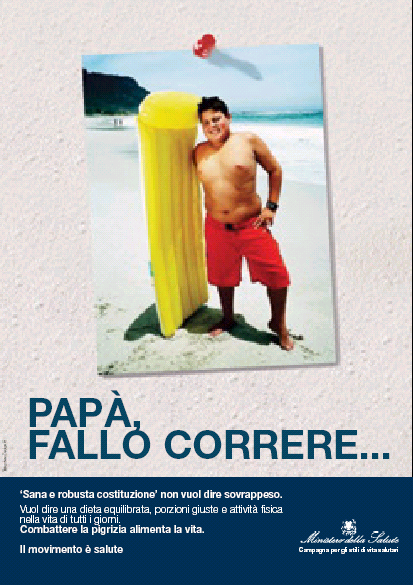 PAPÀ,
FALLO CORRERE...
‘Sana e robusta costituzione’ non vuol dire sovrappeso.
Vuol dire una dieta equilibrata, porzioni giuste e attività fisica
nella vita di tutti i giorni.
Combattere la pigrizia alimenta la vita.
Il movimento è salute
Ministero della Salute
Campagna per gli stili di vita salutari